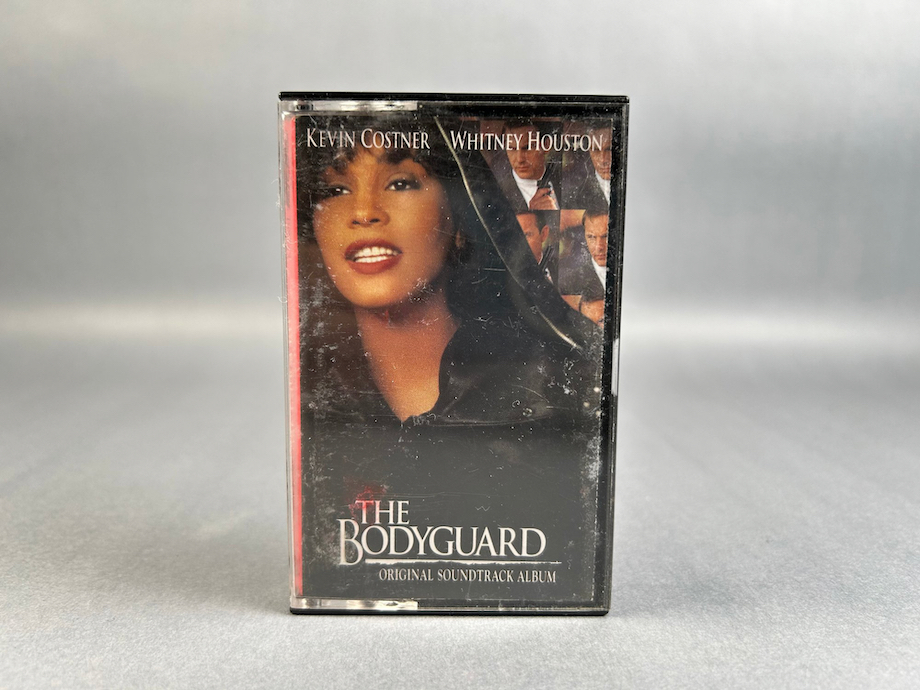 KEVIN COSTNER WHITNEY HOUSTON
THE
BODYGUARD
ORIGINAL SOUNDTRACK ALBUM